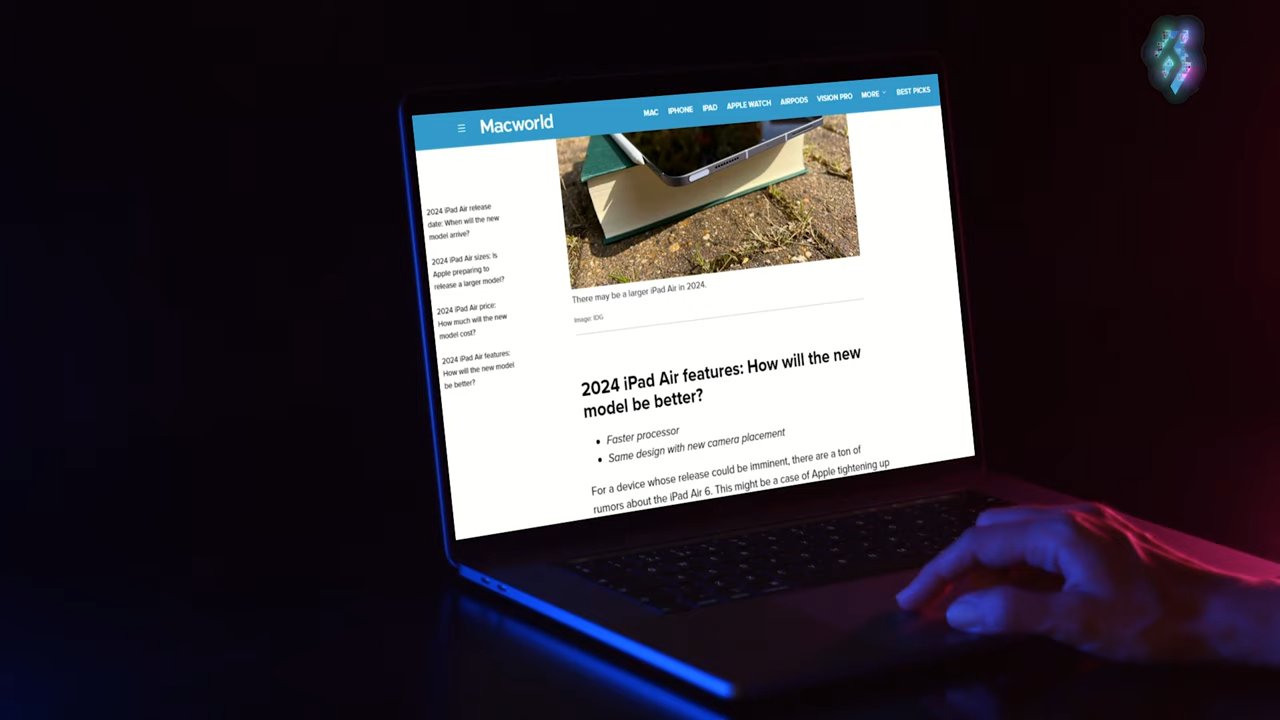 Macworld
MAC IPHONE IPAD APPLE WATCH AIRPODS VISION PRO MORE BEST PICKS
2024 iPad Air release
date: When will the new
model arrive?
2024 iPad Air sizes: Is
Apple preparing to
release a larger model?
2024 iPad Air price:
How much will the new
model cost?
2024 iPad Air features:
How will the new model
be better?
There may be a larger iPad Air in 2024.
Image: IDG
2024 iPad Air features: How will the new
model be better?
• Faster processor
• Same design with new camera placement
For a device whose release could be imminent, there are a ton of
rumors about the iPad Air 6. This might be a case of Apple tightening up